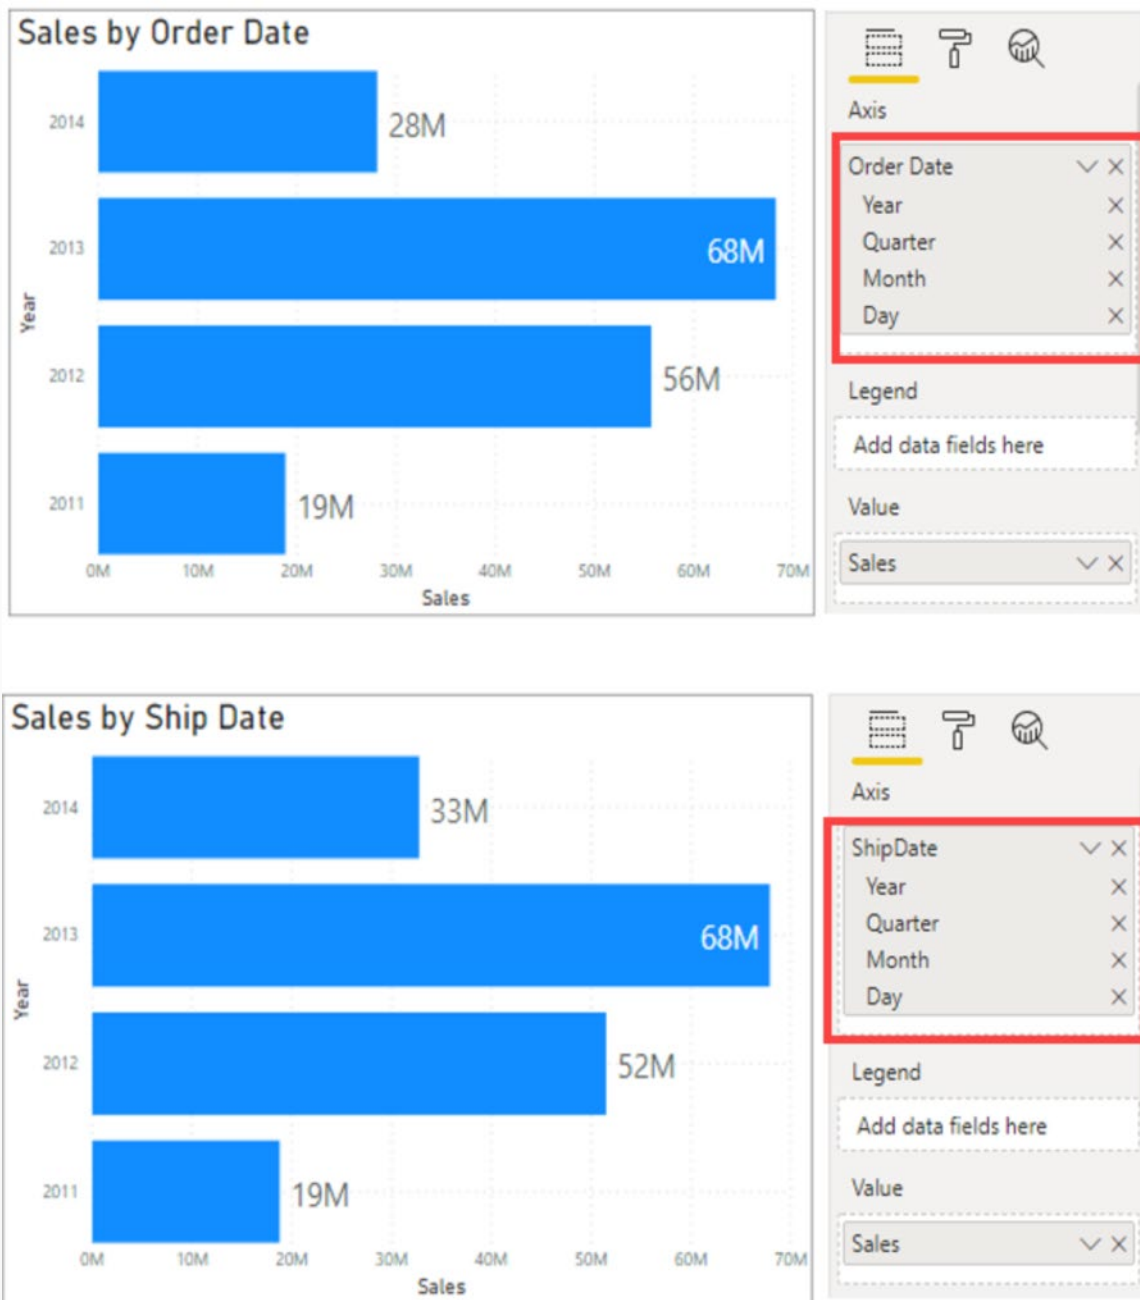 Sales by Order Date
2014
28M
2013
68M
2012
56M
2011
19M
Year
0M 10M 20M 30M 40M 50M 60M 70M
Sales
Axis
Order Date
Year
Quarter
Month
Day
Legend
Add data fields here
Value
Sales
Sales by Ship Date
2014
33M
2013
68M
2012
52M
2011
19M
Year
0M 10M 20M 30M 40M 50M 60M 70M
Sales
Axis
ShipDate
Year
Quarter
Month
Day
Legend
Add data fields here
Value
Sales